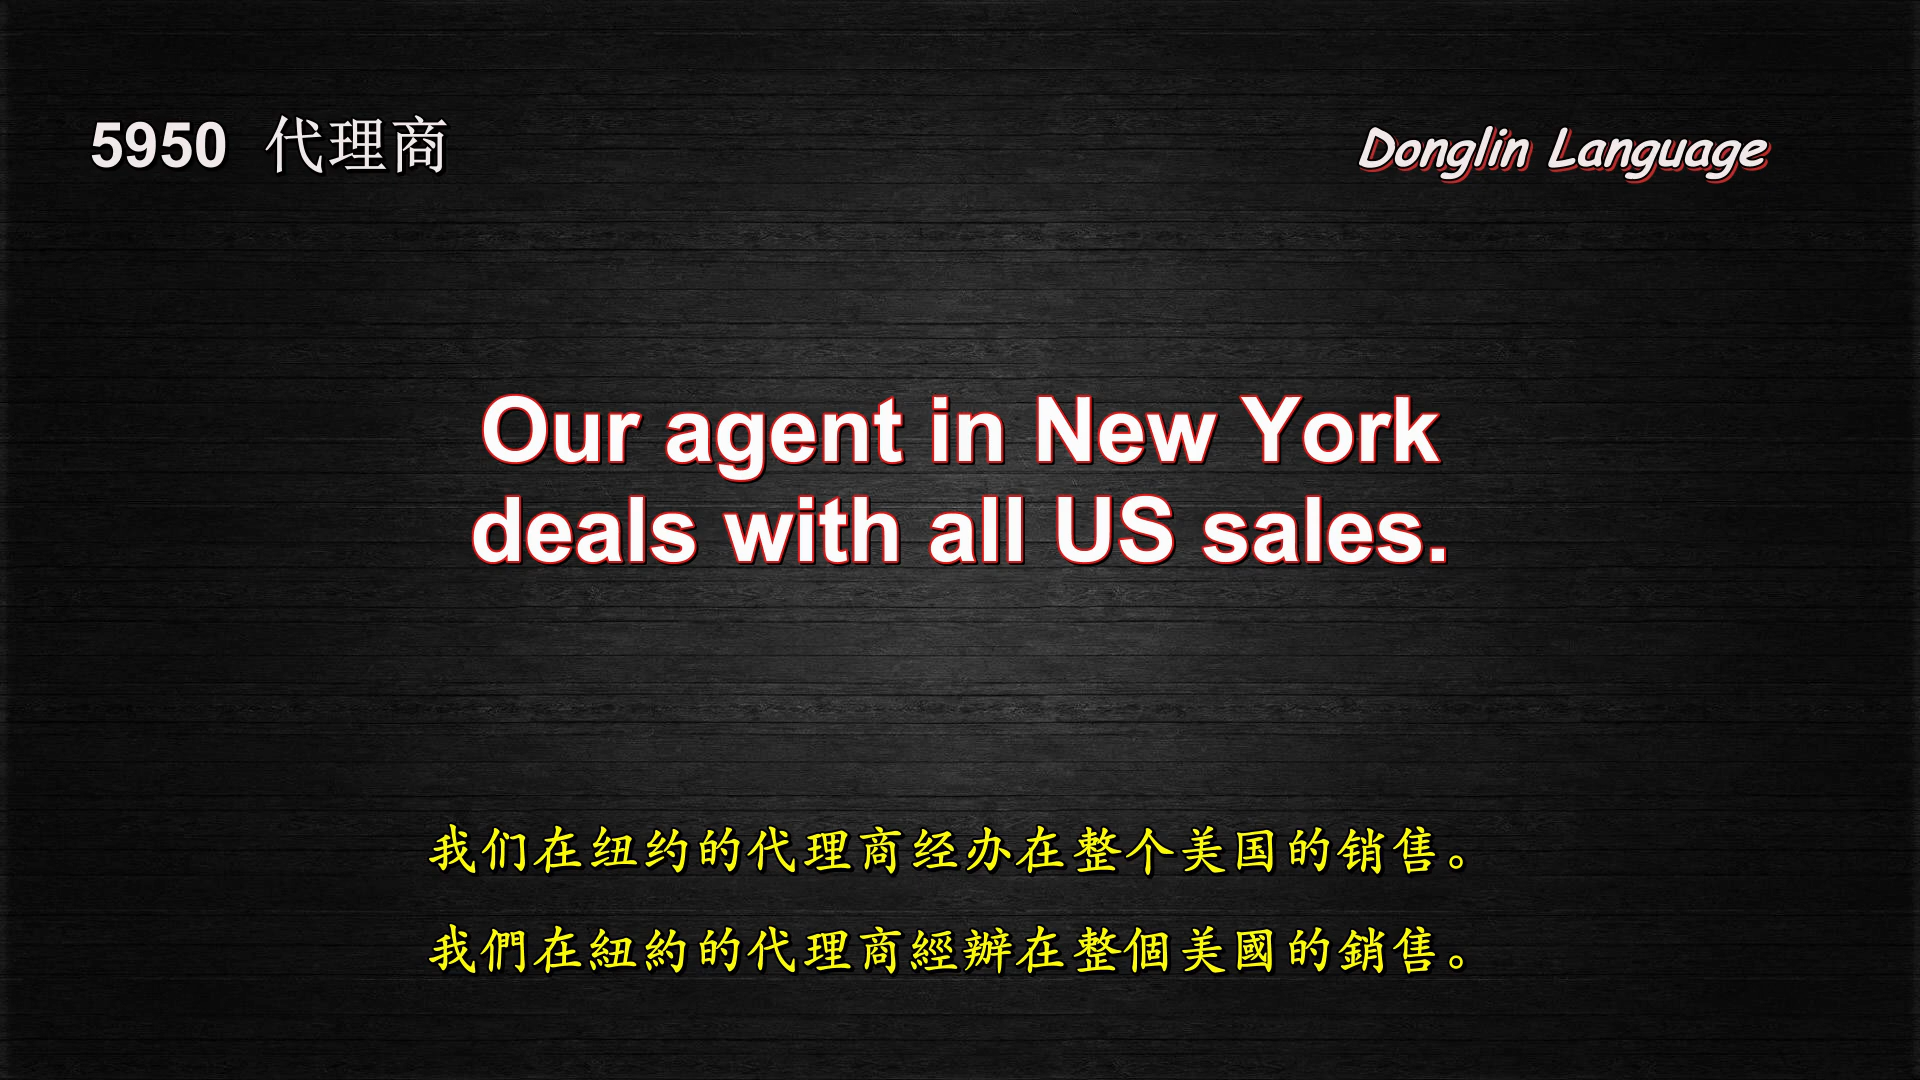 5950 代理商
Donglin Language
Our agent in New York
deals with all US sales.
我们在纽约的代理商经办在整个美国的销售。
我們在紐約的代理商經辦在整個美國的銷售。